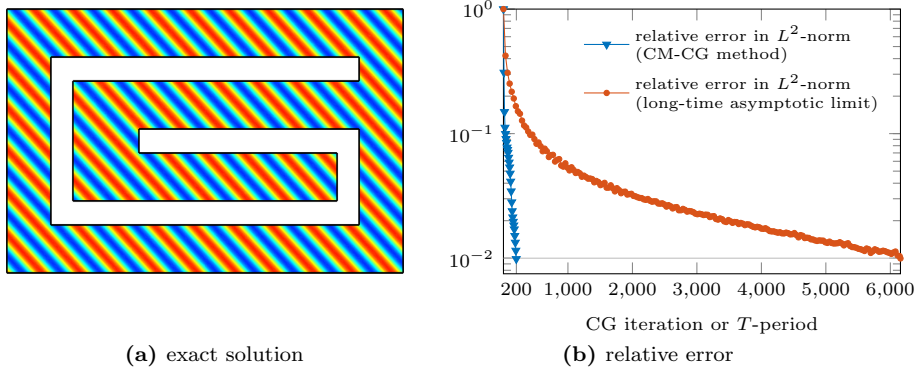 10^0
10^{-1}
10^{-2}
relative error in L^2-norm
(CM-CG method)
relative error in L^2-norm
(long-time asymptotic limit)
200 1,000 2,000 3,000 4,000 5,000 6,000
CG iteration or T-period
(a) exact solution
(b) relative error